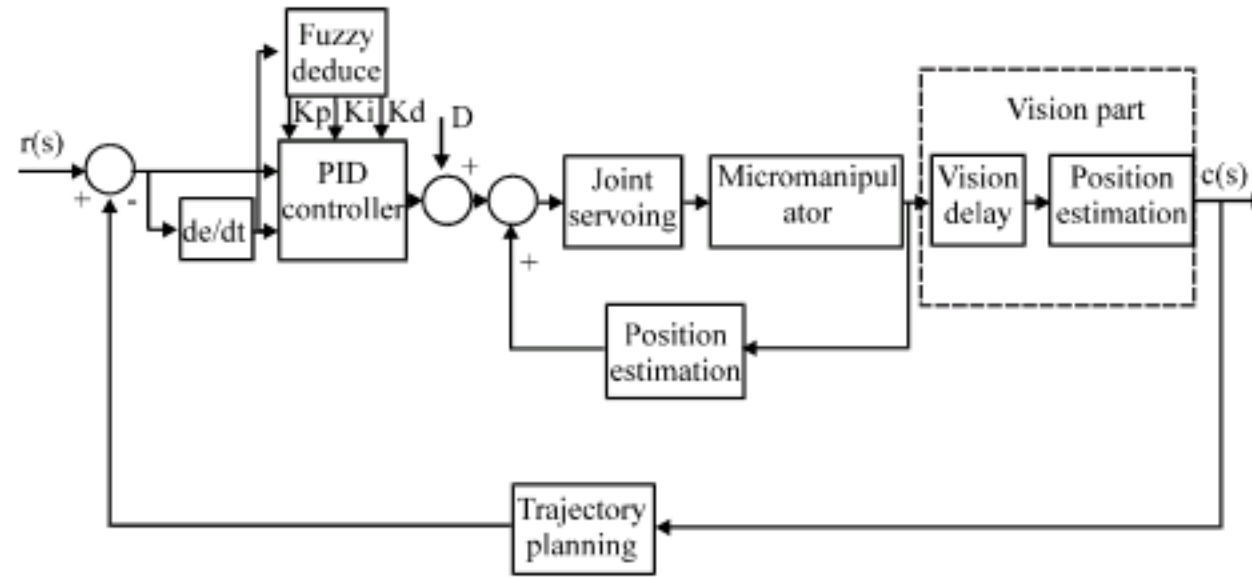 Fuzzy
deduce
Kp Ki Kd
D
Vision part
r(s)
+
-
PID
controller
de/dt
+
Joint
servoing
Micromanipul
ator
Vision
delay
Position
estimation
c(s)
+
Position
estimation
Trajectory
planning